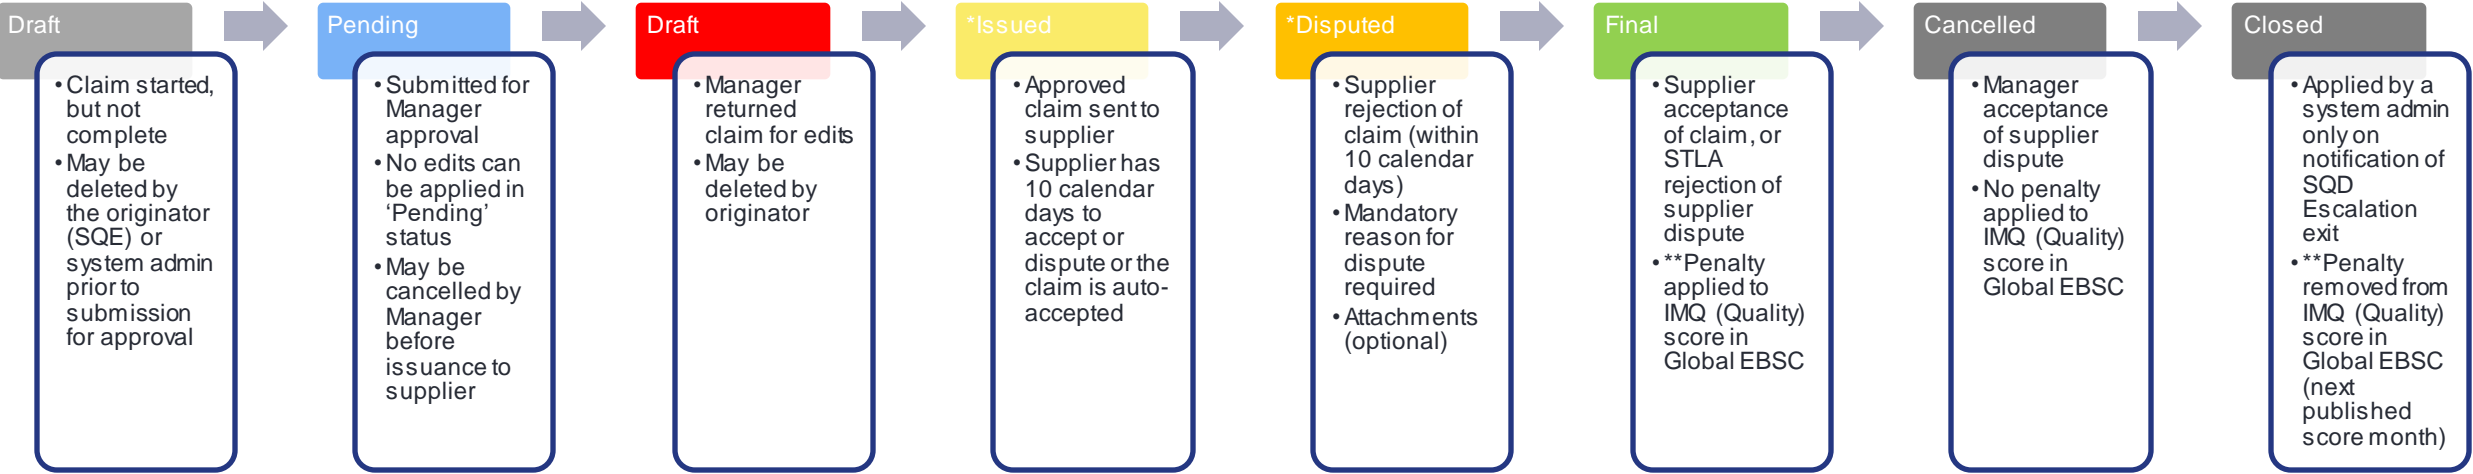 Draft
• Claim started,
but not
complete
• May be
deleted by
the originator
(SQE) or
system admin
prior to
submission
for approval
Pending
• Submitted for
Manager
approval
• No edits can
be applied in
‘Pending’
status
• May be
cancelled by
Manager
before
issuance to
supplier
Draft
• Manager
returned
claim for edits
• May be
deleted by
originator
*Issued
• Approved
claim sent to
supplier
• Supplier has
10 calendar
days to
accept or
dispute or the
claim is auto-
accepted
*Disputed
• Supplier
rejection of
claim (within
10 calendar
days)
• Mandatory
reason for
dispute
required
• Attachments
(optional)
Final
• Supplier
acceptance
of claim, or
STLA
rejection of
supplier
dispute
• **Penalty
applied to
IMQ (Quality)
score in
Global EBSC
Cancelled
• Manager
acceptance
of supplier
dispute
• No penalty
applied to
IMQ (Quality)
score in
Global EBSC
Closed
• Applied by a
system admin
only on
notification of
SQD
Escalation
exit
• **Penalty
removed from
IMQ (Quality)
score in
Global EBSC
(next
published
score month)